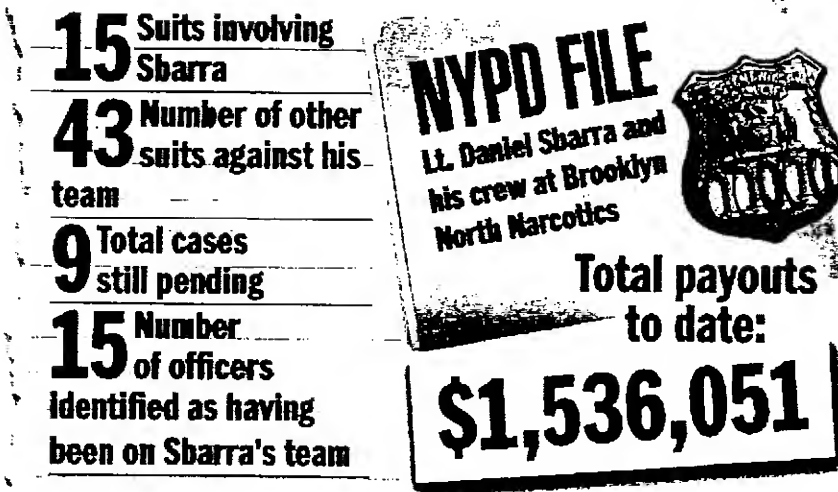 15 Suits involving
Sbarra
43 Number of other
suits against his
team
9 Total cases
still pending
15 Number
of officers
identified as having
been on Sbarra's team
NYPD FILE
Lt. Daniel Sbarra and
his crew at Brooklyn
North Narcotics
Total payouts
to date:
$1,536,051